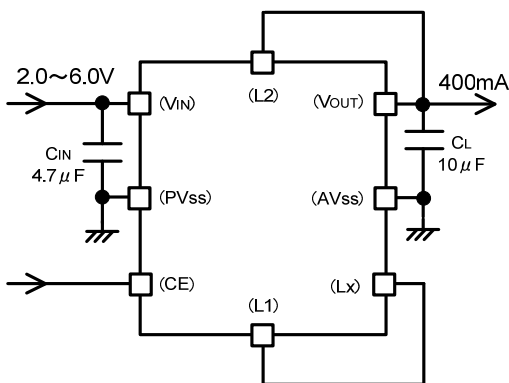 2.0～6.0V
(L2)
400mA
(VIN)
(VOUT)
CIN
4.7μF
CL
10μF
(PVss)
(AVss)
(CE)
(L1)
(Lx)